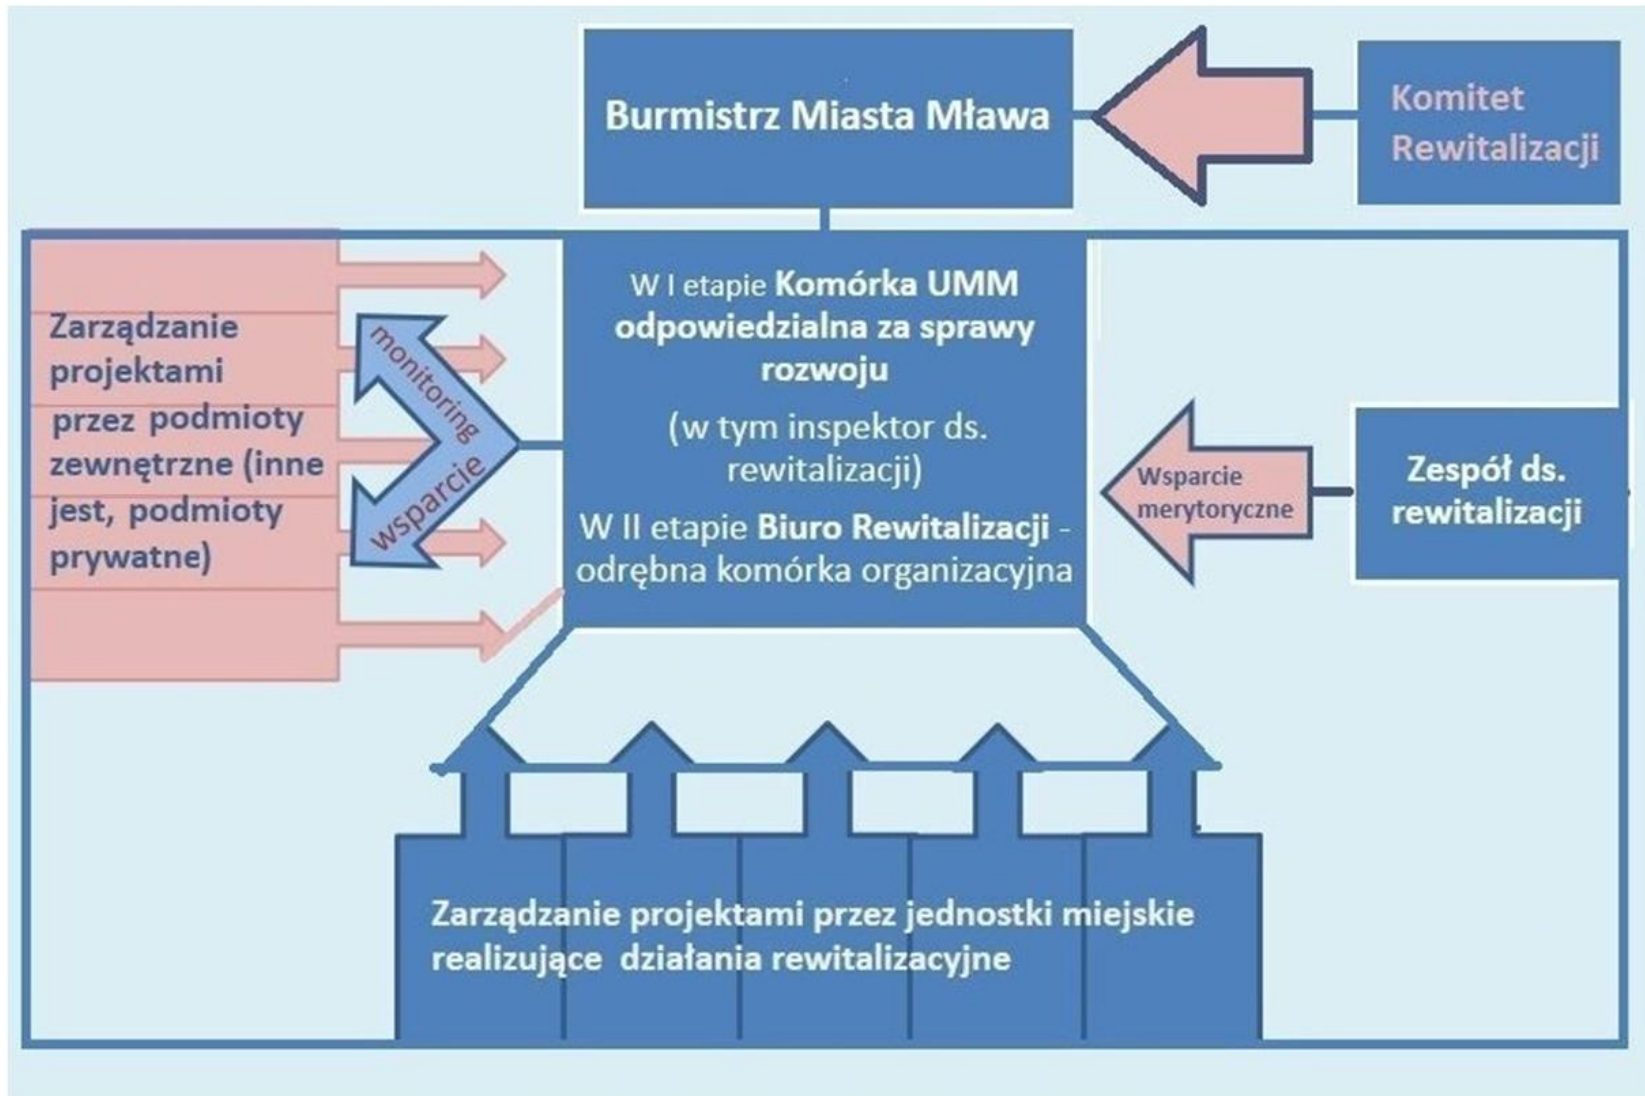 Burmistrz Miasta Mława
Komitet
Rewitalizacji
W I etapie Komórka UMM
odpowiedzialna za sprawy
rozwoju
(w tym inspektor ds.
rewitalizacji)
W II etapie Biuro Rewitalizacji -
odrębna komórka organizacyjna
Zarządzanie
projektami
przez podmioty
zewnętrzne (inne
jest, podmioty
prywatne)
monitoring
wsparcie
Wsparcie
merytoryczne
Zespół ds.
rewitalizacji
Zarządzanie projektami przez jednostki miejskie
realizujące działania rewitalizacyjne